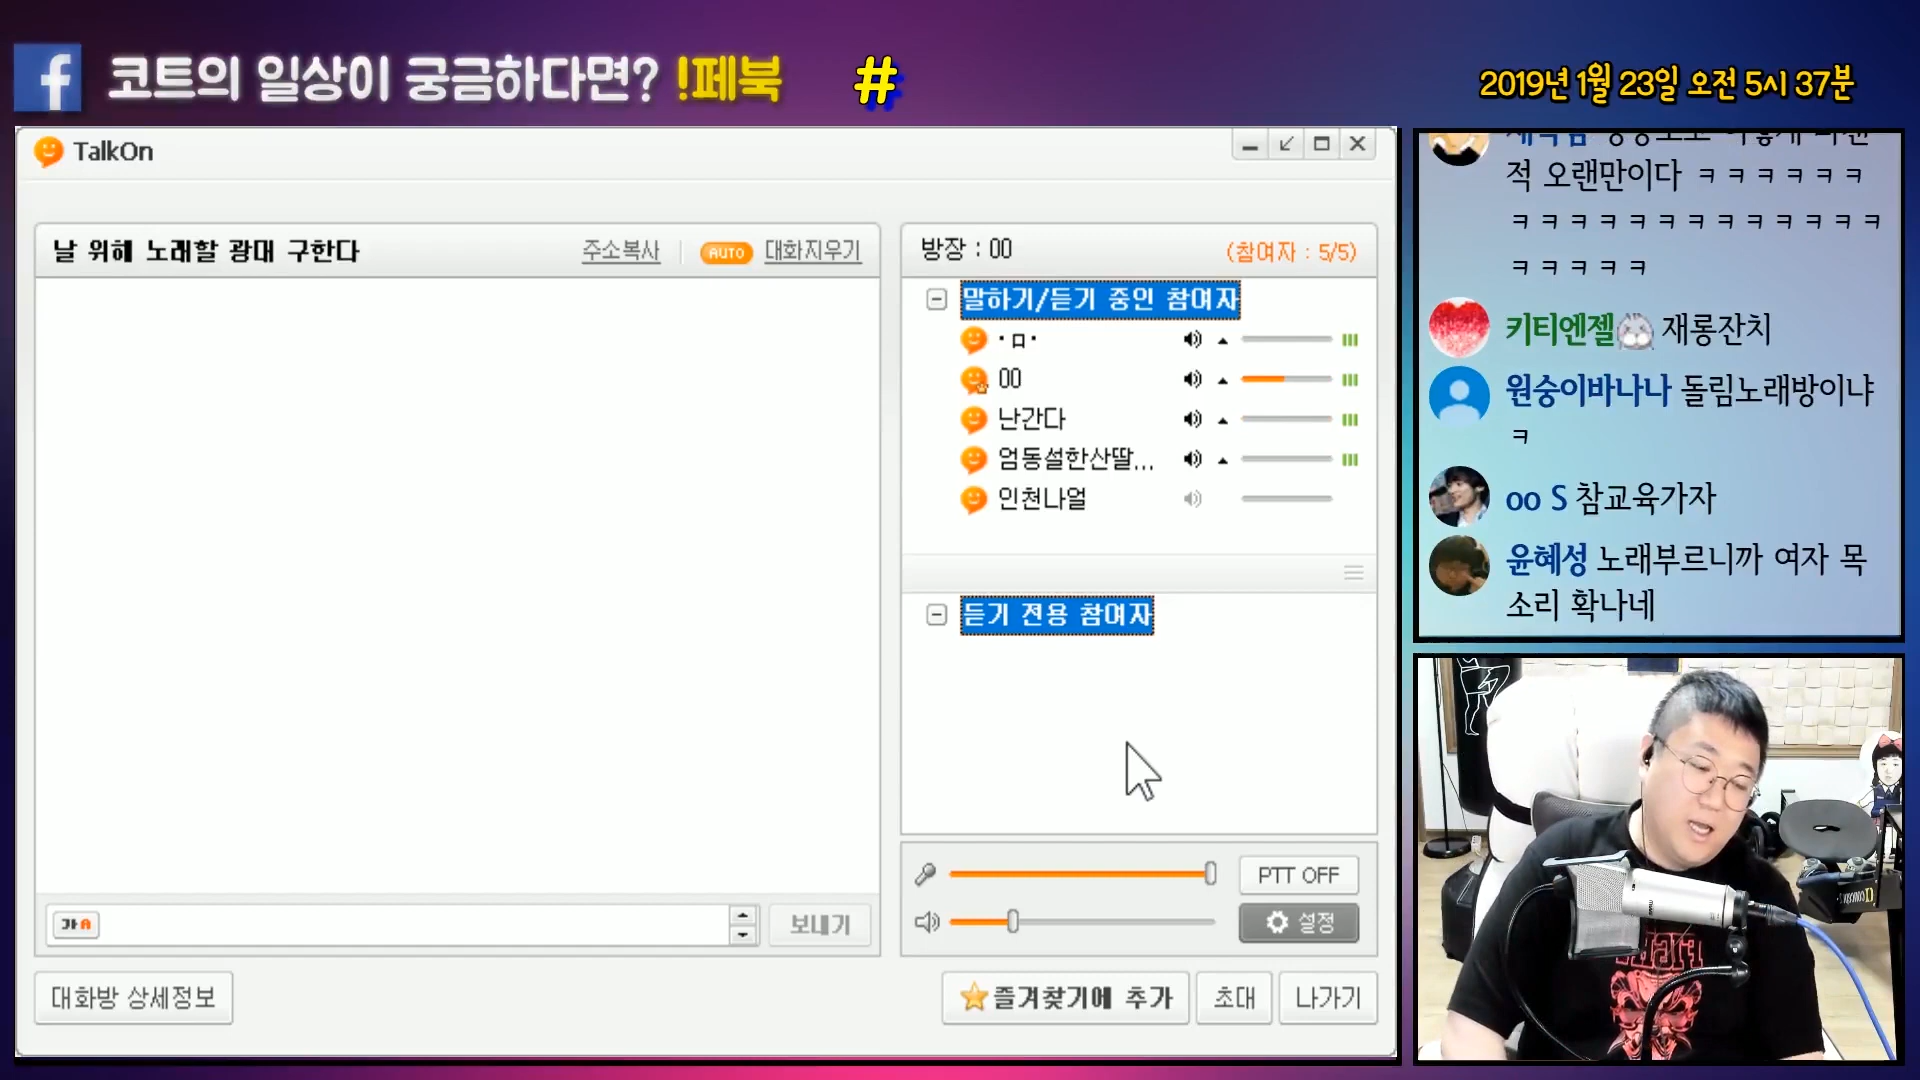 코트의 일상이 궁금하다면? !페북 #
2019년 1월 23일 오전 5시 37분
TalkOn
날 위해 노래할 광대 구한다
주소복사
AUTO 대화지우기
방장 : 00
(참여자 : 5/5)
말하기/듣기 중인 참여자
·ㅁ·
00
난간다
엄동설한산딸...
인천나얼
듣기 전용 참여자
가A
보내기
PTT OFF
설정
대화방 상세정보
즐겨찾기에 추가
초대
나가기
적 오랜만이다 ㅋㅋㅋㅋㅋㅋ
ㅋㅋㅋㅋㅋㅋㅋㅋㅋㅋㅋㅋㅋ
ㅋㅋㅋㅋㅋ
키티엔젤 재롱잔치
원숭이바나나 돌림노래방이냐
ㅋ
oo S 참교육가자
윤혜성 노래부르니까 여자 목
소리 확나네